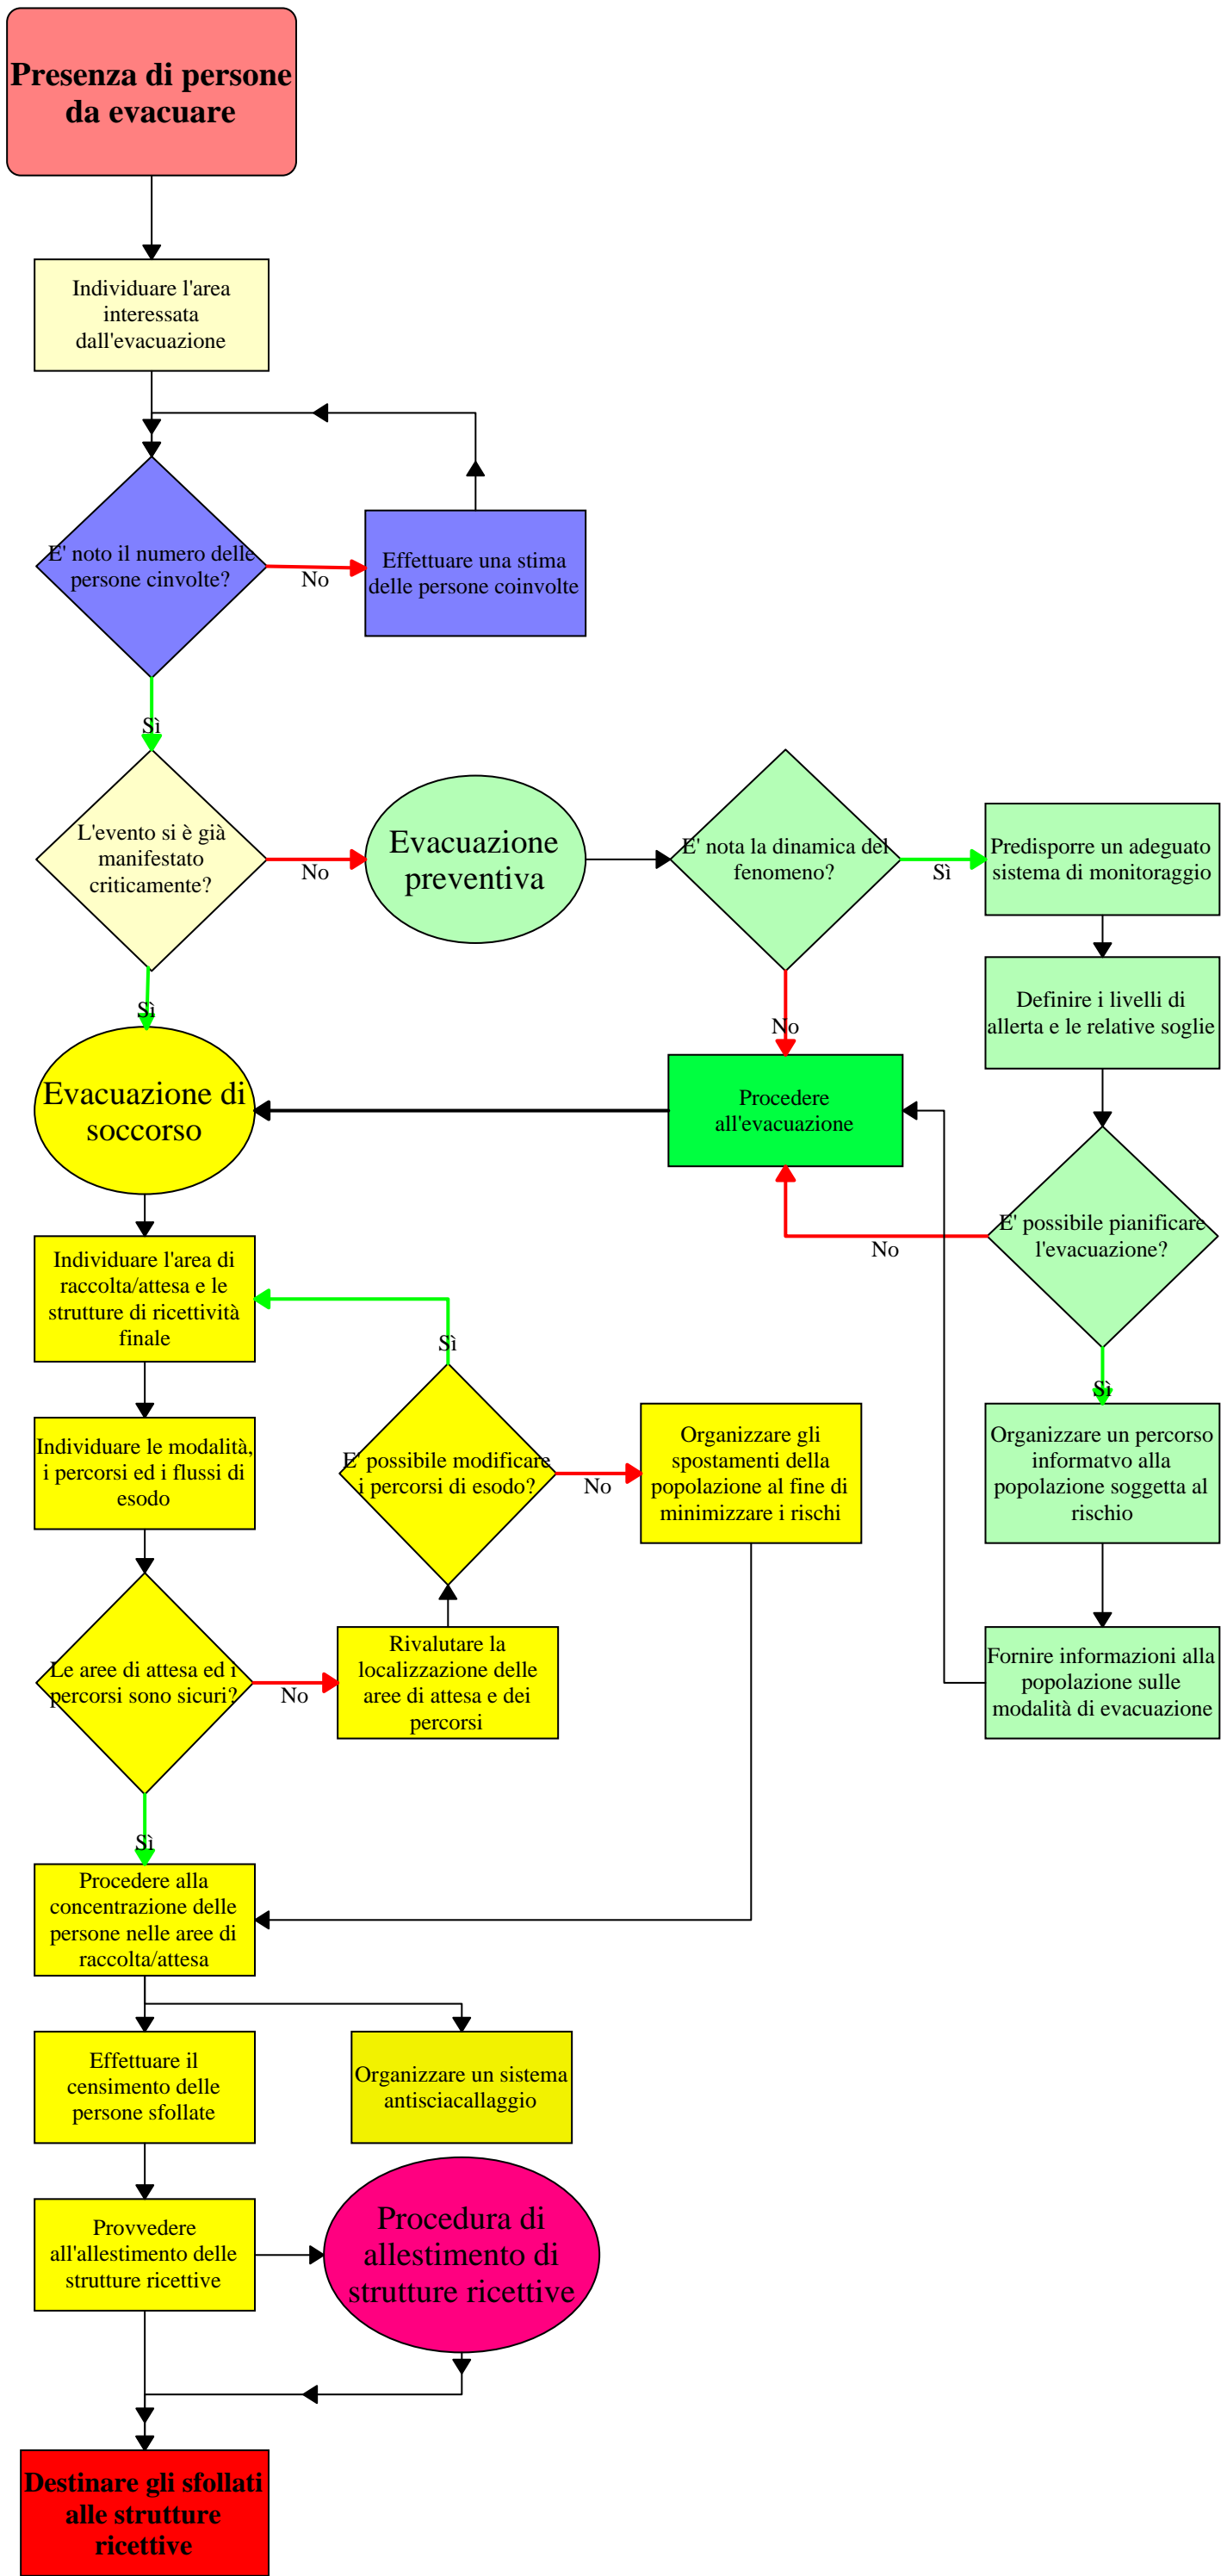 Presenza di persone
da evacuare
Individuare l'area
interessata
dall'evacuazione
E' noto il numero delle
persone cinvolte?
No
Effettuare una stima
delle persone coinvolte
Sì
L'evento si è già
manifestato
criticamente?
No
Evacuazione
preventiva
E' nota la dinamica del
fenomeno?
Sì
Predisporre un adeguato
sistema di monitoraggio
Definire i livelli di
allerta e le relative soglie
Sì
No
Evacuazione di
soccorso
Procedere
all'evacuazione
E' possibile pianificare
l'evacuazione?
No
Individuare l'area di
raccolta/attesa e le
strutture di ricettività
finale
Sì
Sì
Individuare le modalità,
i percorsi ed i flussi di
esodo
E' possibile modificare
i percorsi di esodo?
No
Organizzare gli
spostamenti della
popolazione al fine di
minimizzare i rischi
Organizzare un percorso
informatvo alla
popolazione soggetta al
rischio
Le aree di attesa ed i
percorsi sono sicuri?
No
Rivalutare la
localizzazione delle
aree di attesa e dei
percorsi
Fornire informazioni alla
popolazione sulle
modalità di evacuazione
Sì
Procedere alla
concentrazione delle
persone nelle aree di
raccolta/attesa
Effettuare il
censimento delle
persone sfollate
Organizzare un sistema
antisciacallaggio
Provvedere
all'allestimento delle
strutture ricettive
Procedura di
allestimento di
strutture ricettive
Destinare gli sfollati
alle strutture
ricettive